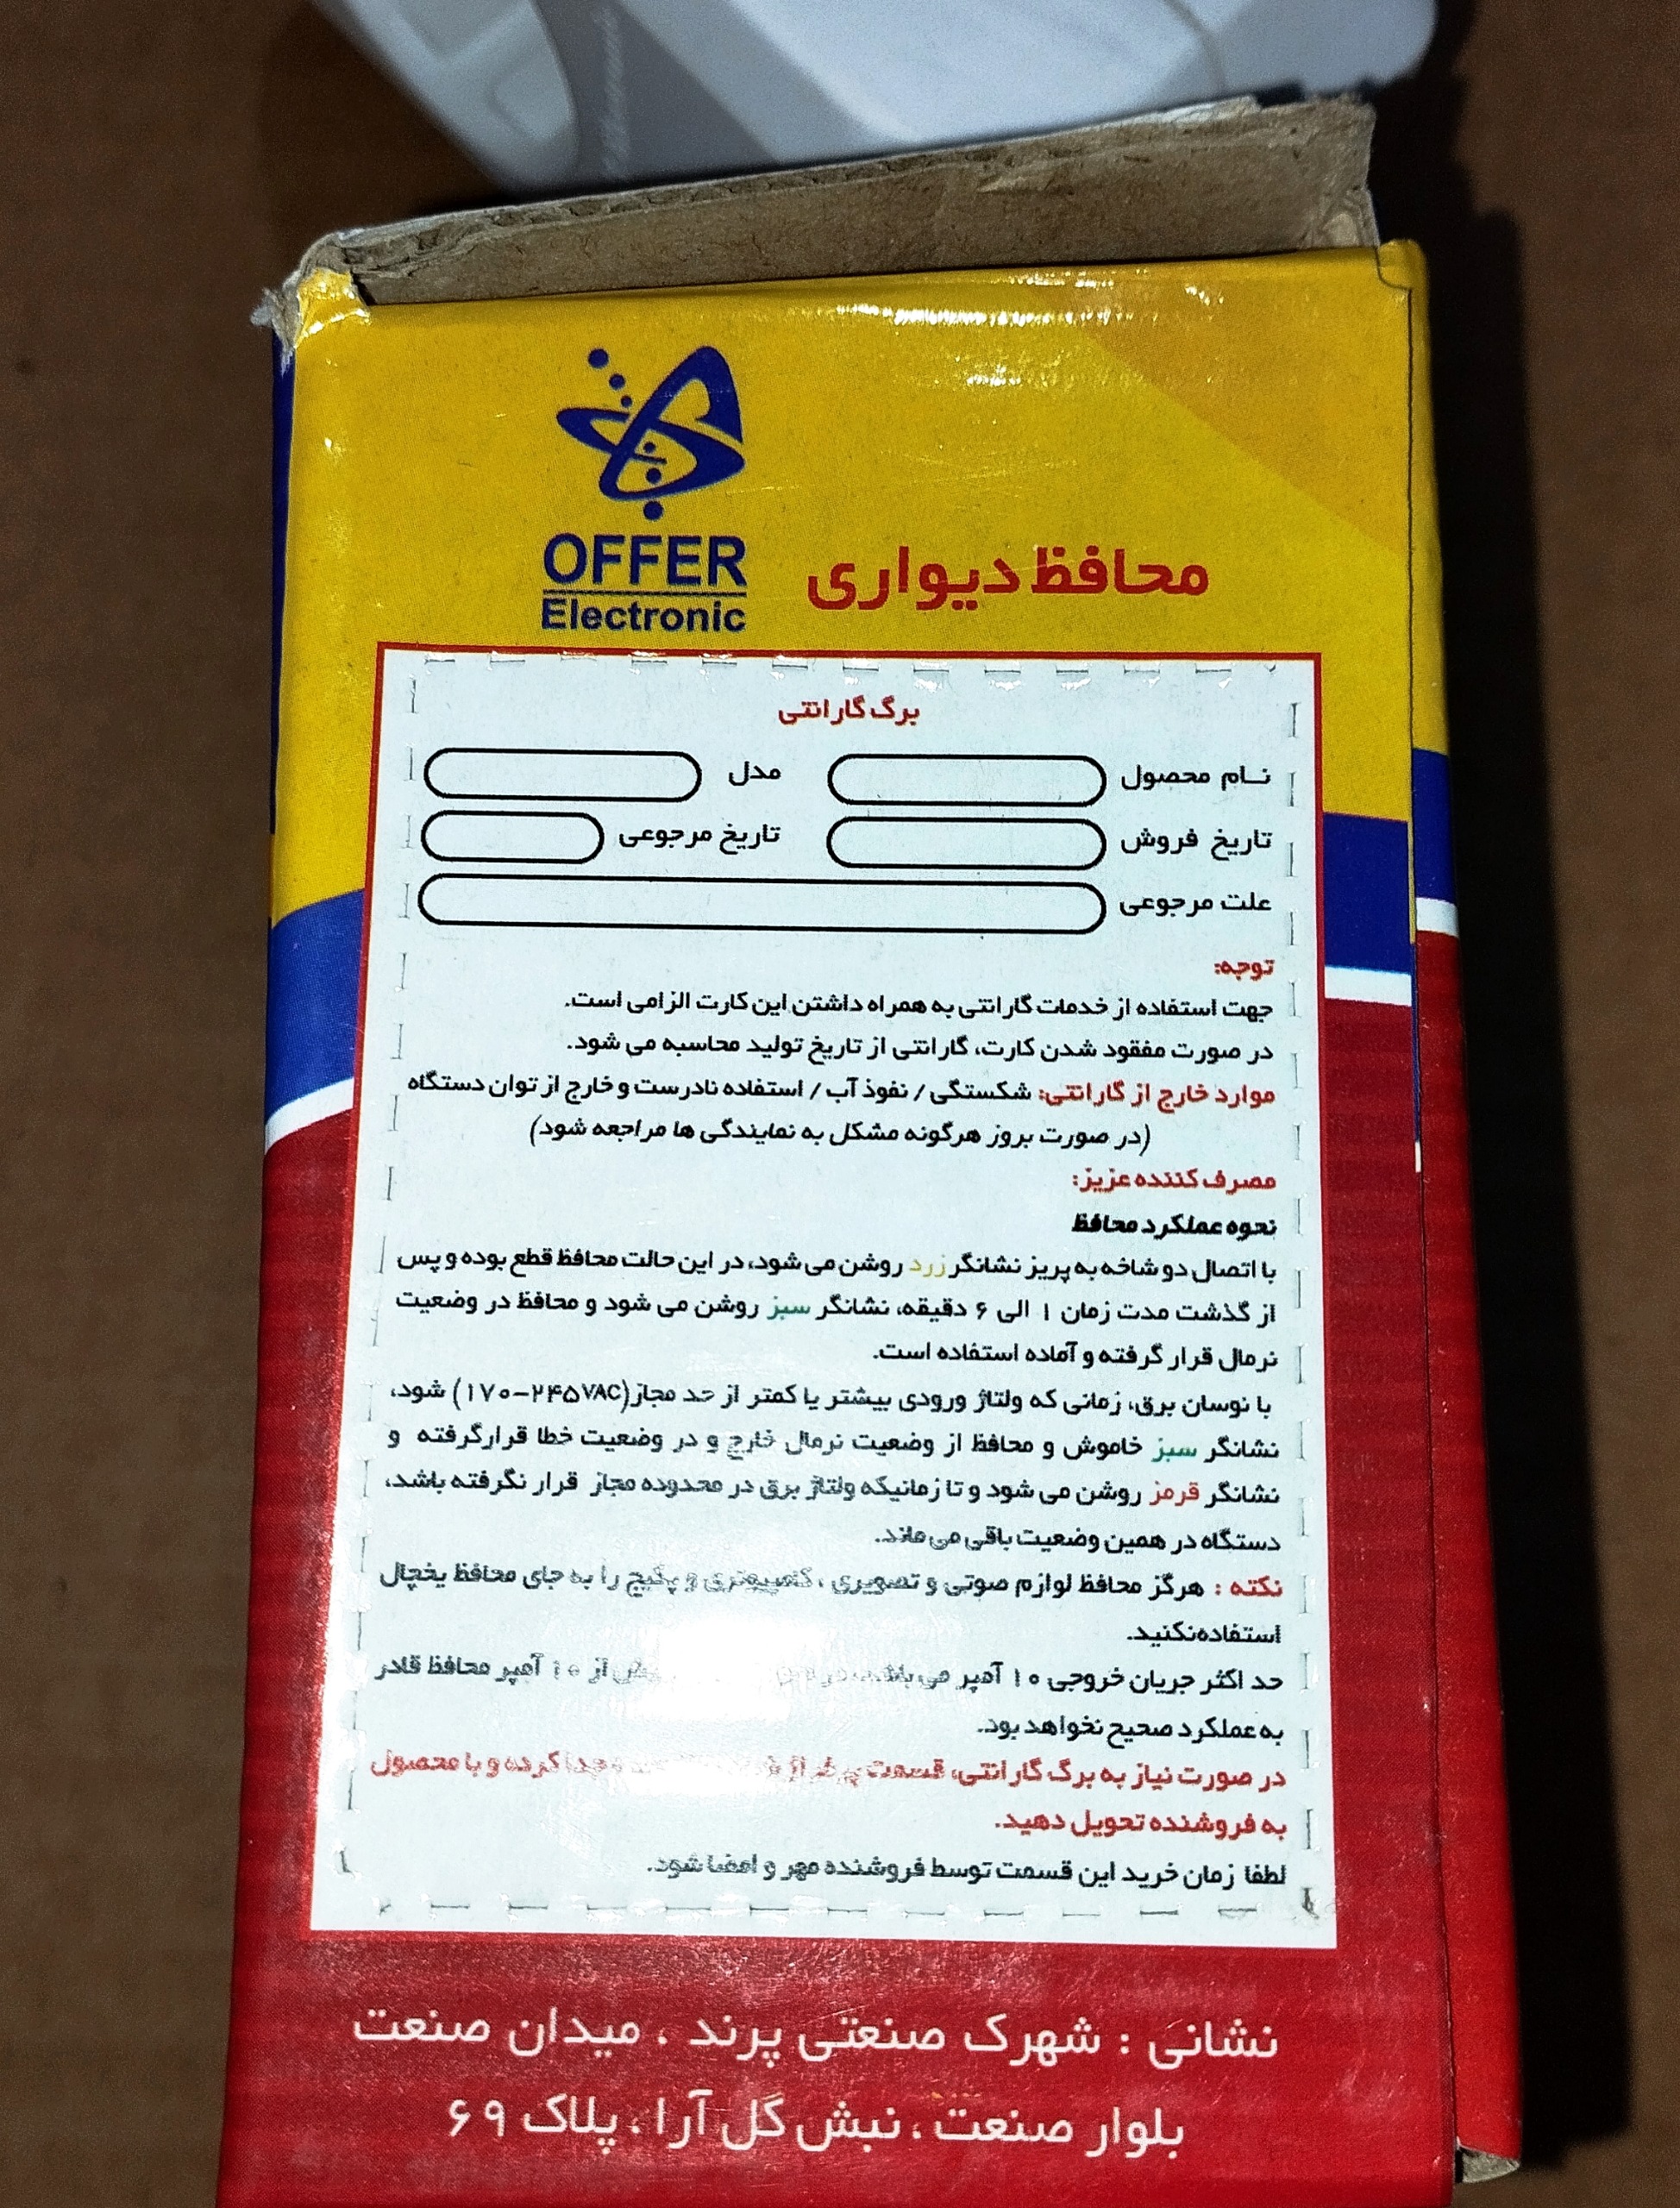 OFFER
Electronic
محافظ دیواری
برگ گارانتی
نام محصول
مدل
تاریخ فروش
تاریخ مرجوعی
علت مرجوعی
توجه:
جهت استفاده از خدمات گارانتی به همراه داشتن این کارت الزامی است.
در صورت مفقود شدن کارت، گارانتی از تاریخ تولید محاسبه می شود.
موارد خارج از گارانتی: شکستگی / نفوذ آب / استفاده نادرست و خارج از توان دستگاه
(در صورت بروز هرگونه مشکل به نمایندگی ها مراجعه شود)
مصرف کننده عزیز:
نحوه عملکرد محافظ
با اتصال دو شاخه به پریز نشانگر زرد روشن می شود، در این حالت محافظ قطع بوده و پس
از گذشت مدت زمان ۱ الی ۶ دقیقه، نشانگر سبز روشن می شود و محافظ در وضعیت
نرمال قرار گرفته و آماده استفاده است.
با نوسان برق، زمانی که ولتاژ ورودی بیشتر یا کمتر از حد مجاز(۱۷۰-۲۴۵VAC) شود،
نشانگر سبز خاموش و محافظ از وضعیت نرمال خارج و در وضعیت خطا قرارگرفته و
نشانگر قرمز روشن می شود و تا زمانیکه ولتاژ برق در محدوده مجاز قرار نگرفته باشد،
دستگاه در همین وضعیت باقی می ماند.
نکته : هرگز محافظ لوازم صوتی و تصویری ، کامپیوتری و پکیج را به جای محافظ یخچال
استفاده نکنید.
حد اکثر جریان خروجی ۱۰ آمپر می باشد، در از ۱۰ آمپر محافظ قادر
به عملکرد صحیح نخواهد بود.
در صورت نیاز به برگ گارانتی، قسمت جدا کرده و با محصول
به فروشنده تحویل دهید.
لطفا زمان خرید این قسمت توسط فروشنده مهر و امضا شود.
نشانی : شهرک صنعتی پرند ، میدان صنعت
بلوار صنعت ، نبش گل آرا ، پلاک ۶۹